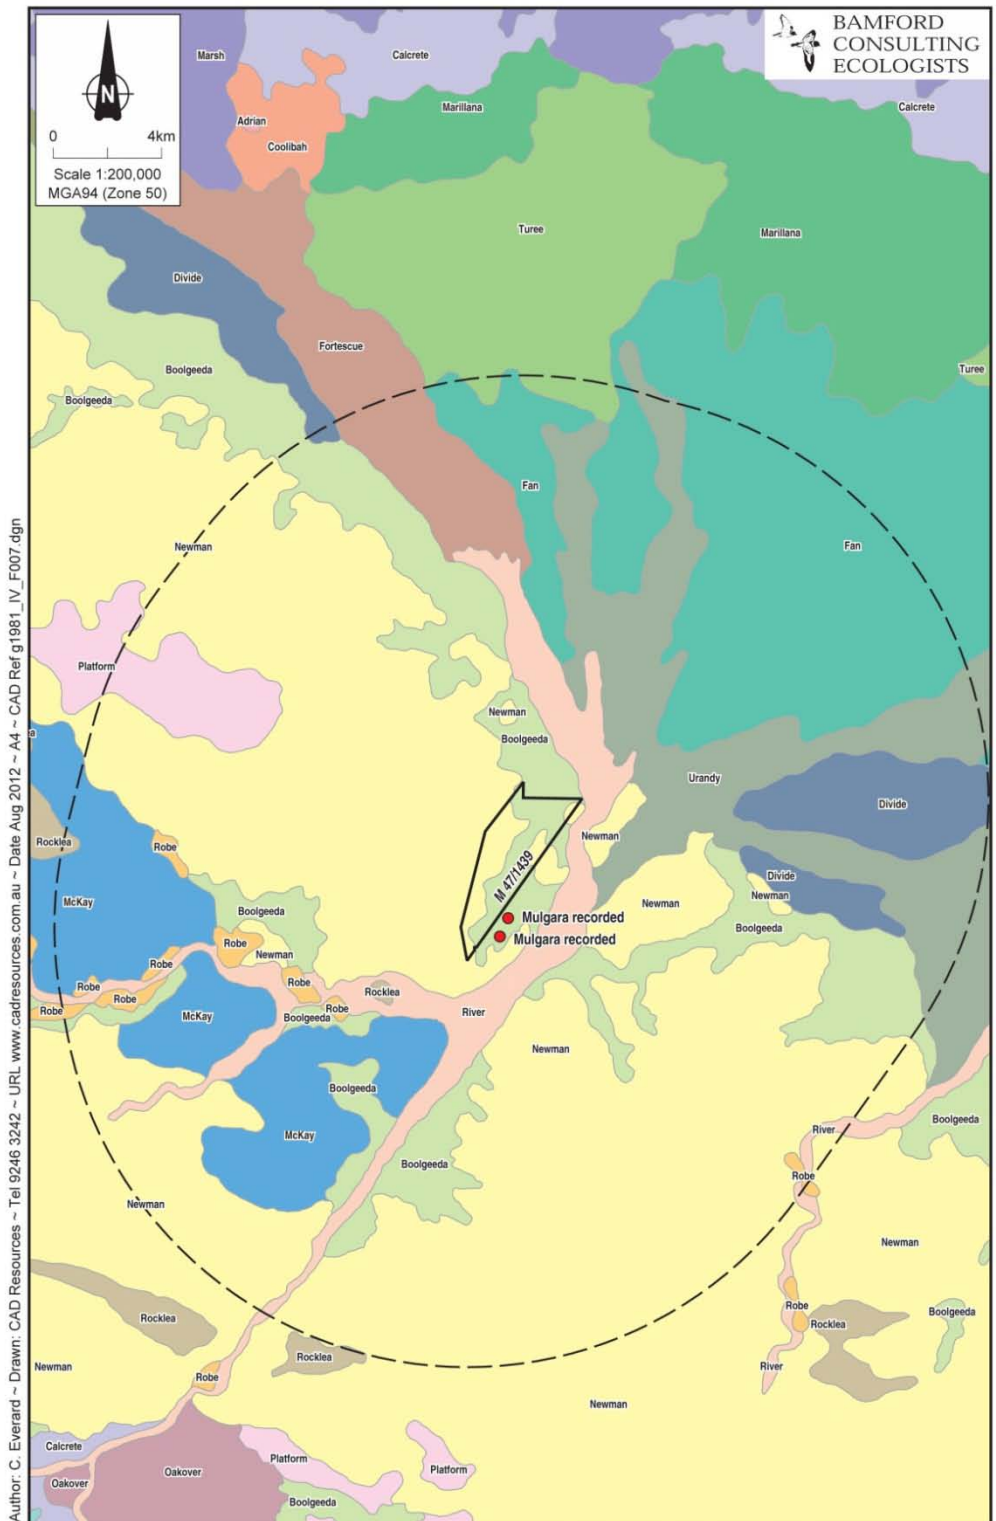 BAMFORD
CONSULTING
ECOLOGISTS
N
0 4km
Scale 1:200,000
MGA94 (Zone 50)
Marsh
Calcrete
Adrian
Coolibah
Marillana
Calcrete
Turee
Marillana
Divide
Fortescue
Boolgeeda
Turee
Boolgeeda
Fan
Newman
Fan
Platform
Newman
Boolgeeda
Urandy
Divide
Rocklea
Robe
Newman
M 47/1439
Divide
Newman
McKay
Newman
Boolgeeda
Mulgara recorded
Boolgeeda
Mulgara recorded
Robe
Newman
Robe
Robe
Robe
Robe
Rocklea
Robe
Robe
River
McKay
Boolgeeda
Newman
Boolgeeda
Boolgeeda
McKay
River
Boolgeeda
Robe
Newman
Newman
Robe
Boolgeeda
Rocklea
Rocklea
Rocklea
Newman
River
Robe
Newman
Calcrete
Platform
Oakover
Platform
Oakover
Boolgeeda
Author: C. Everard ~ Drawn: CAD Resources ~ Tel 9246 3242 ~ URL www.cadresources.com.au ~ Date Aug 2012 ~ A4 ~ CAD Ref g1981_IV_F007.dgn